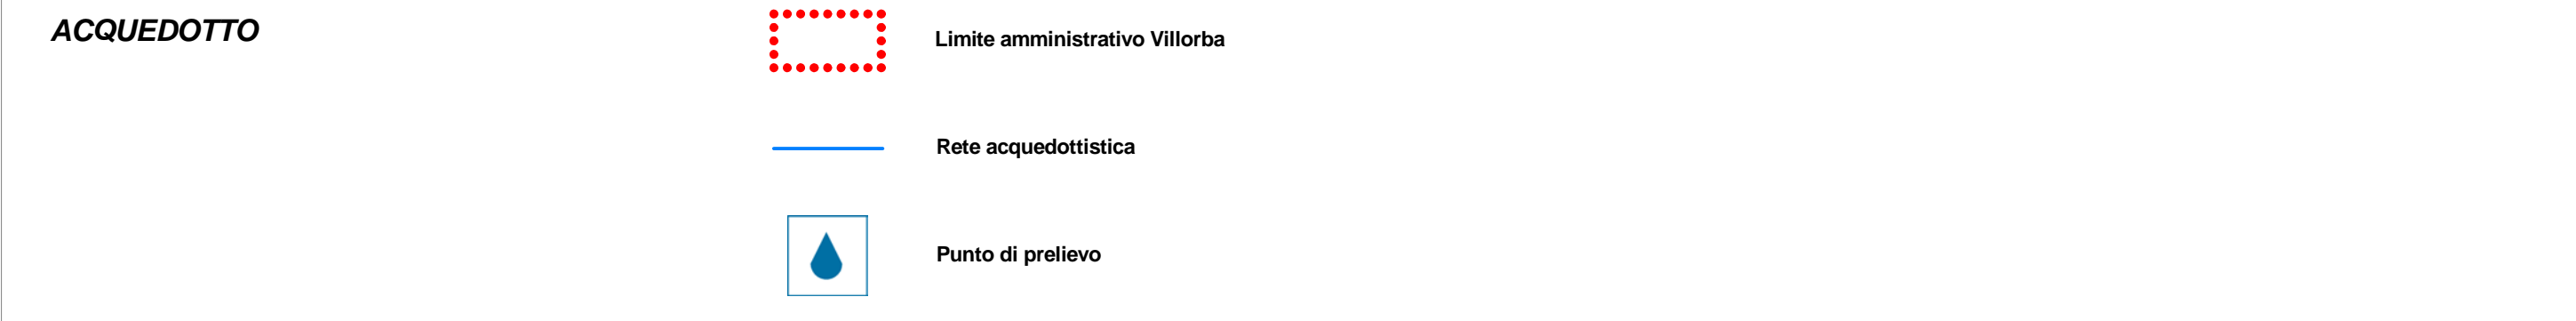 ACQUEDOTTO
Limite amministrativo Villorba
Rete acquedottistica
Punto di prelievo